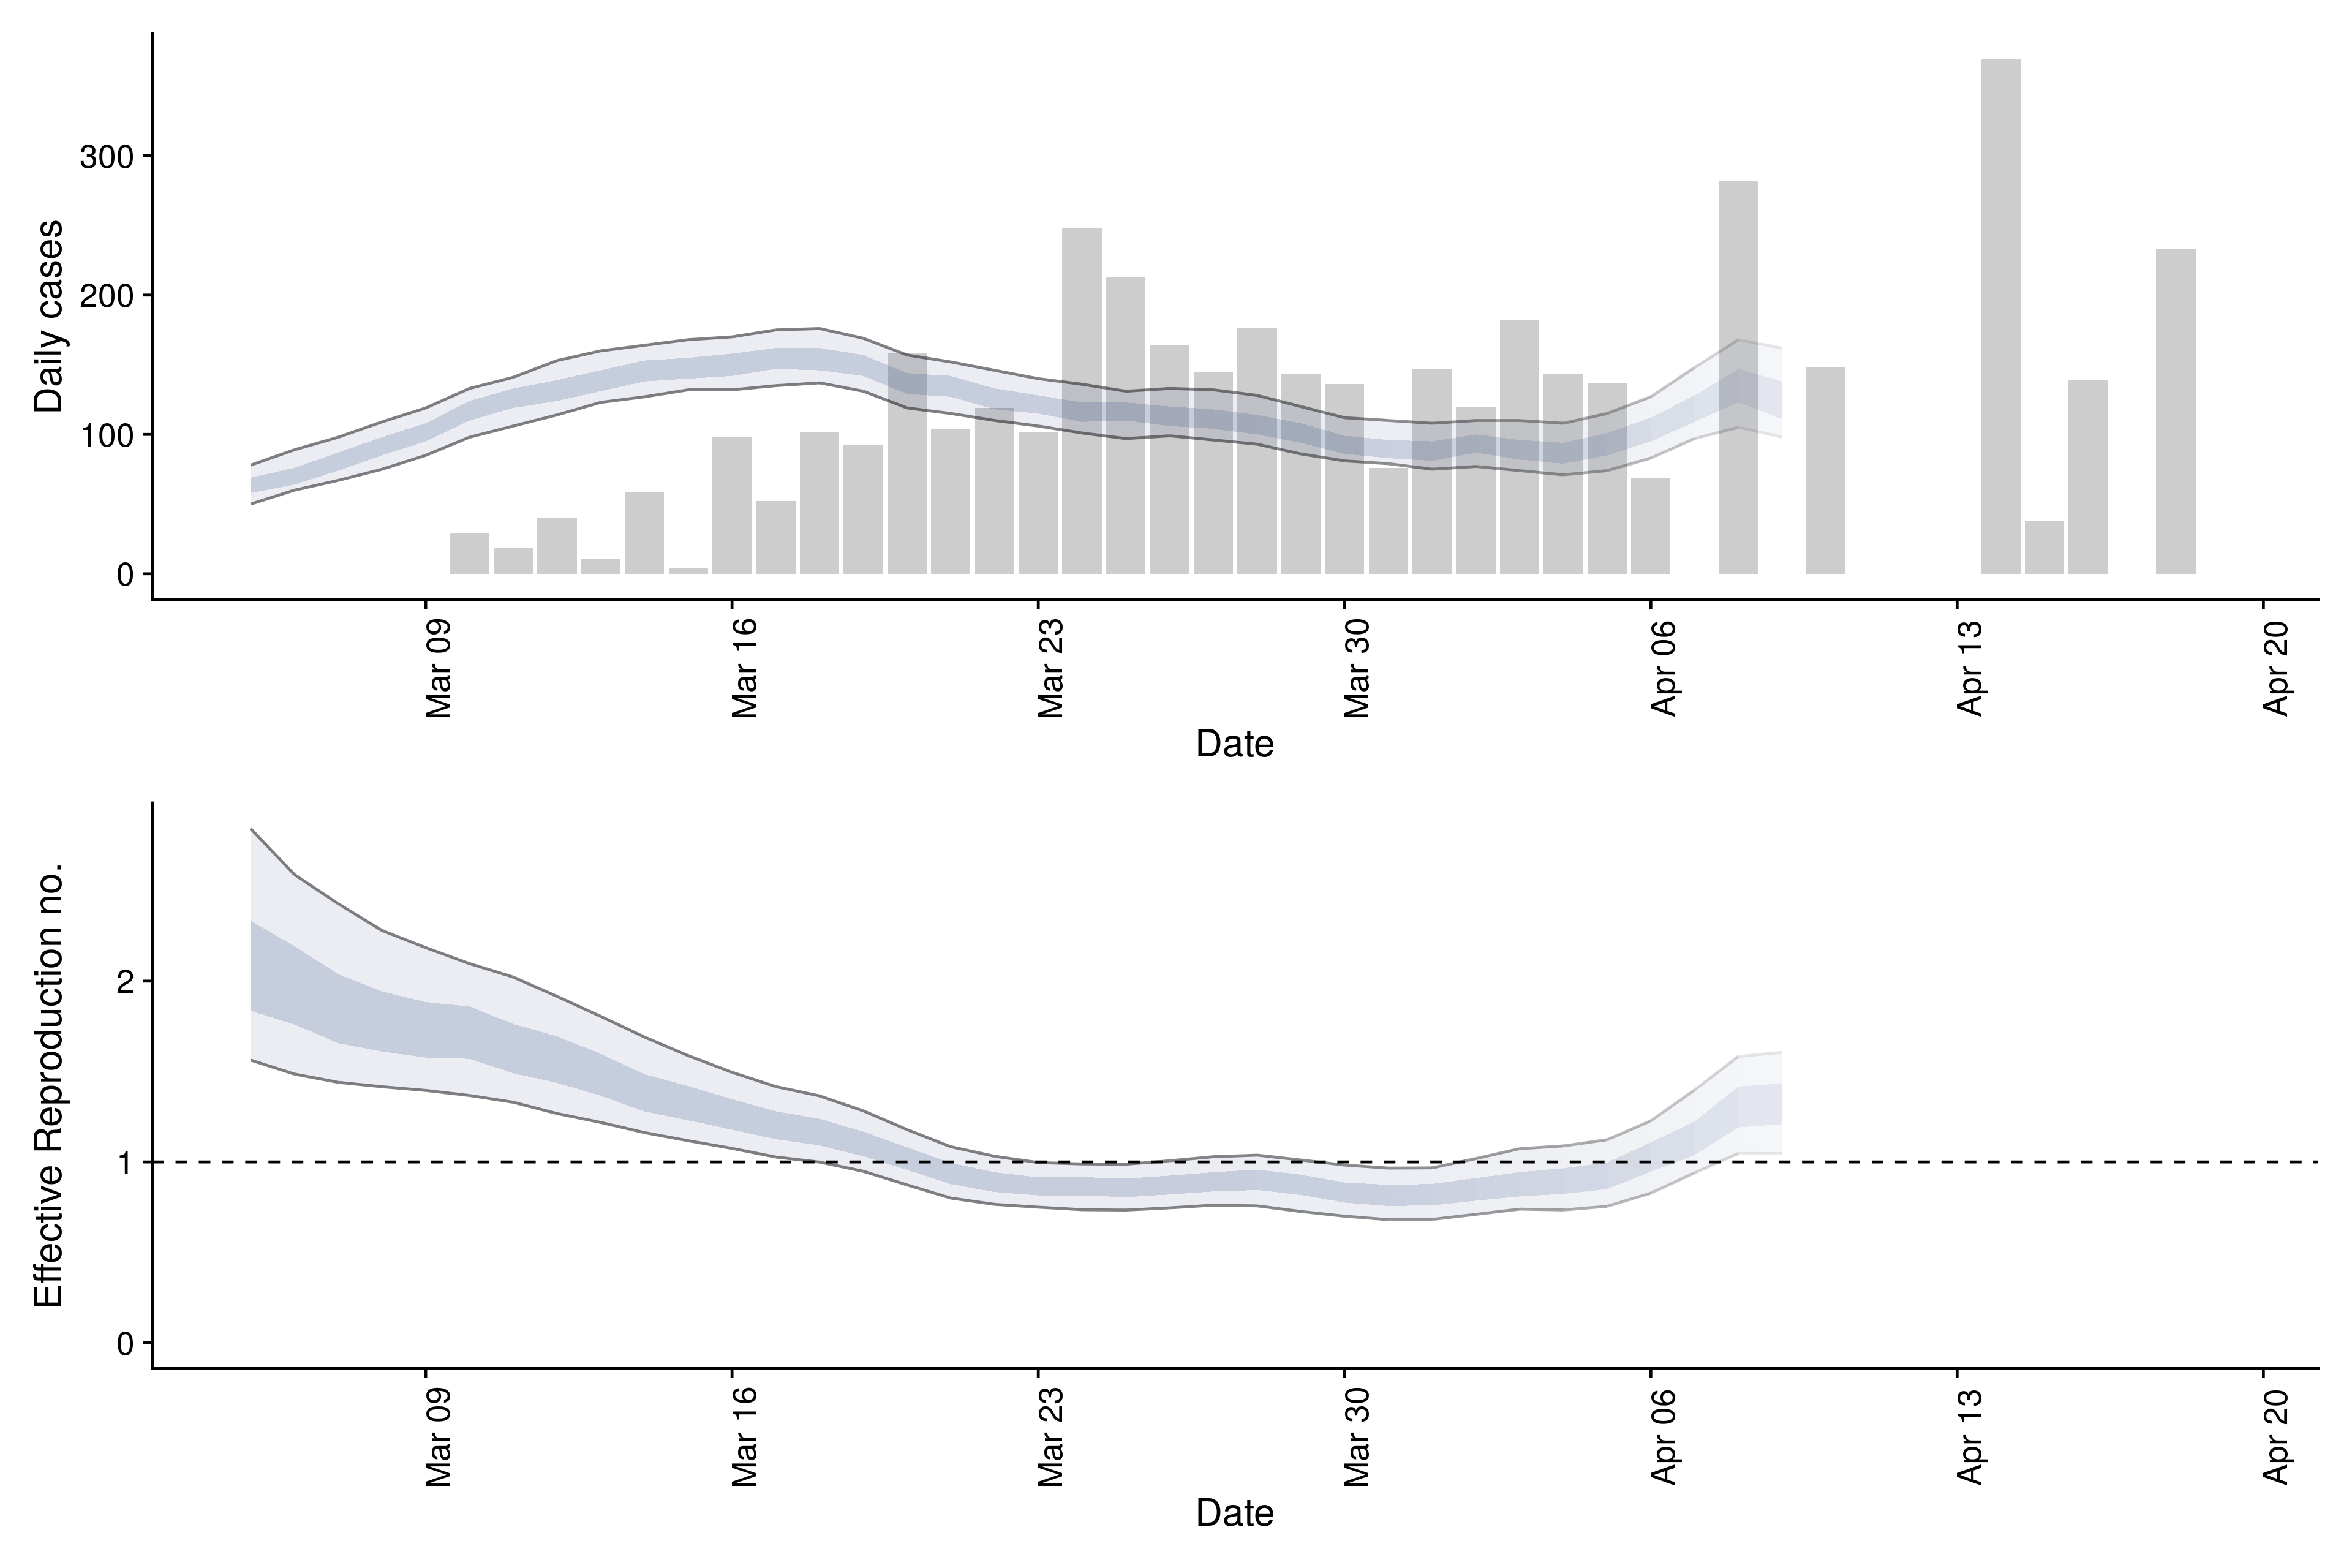 Daily cases
300
200
100
0
Mar 09
Mar 16
Mar 23
Mar 30
Apr 06
Apr 13
Apr 20
Date
Effective Reproduction no.
2
1
0
Mar 09
Mar 16
Mar 23
Mar 30
Apr 06
Apr 13
Apr 20
Date